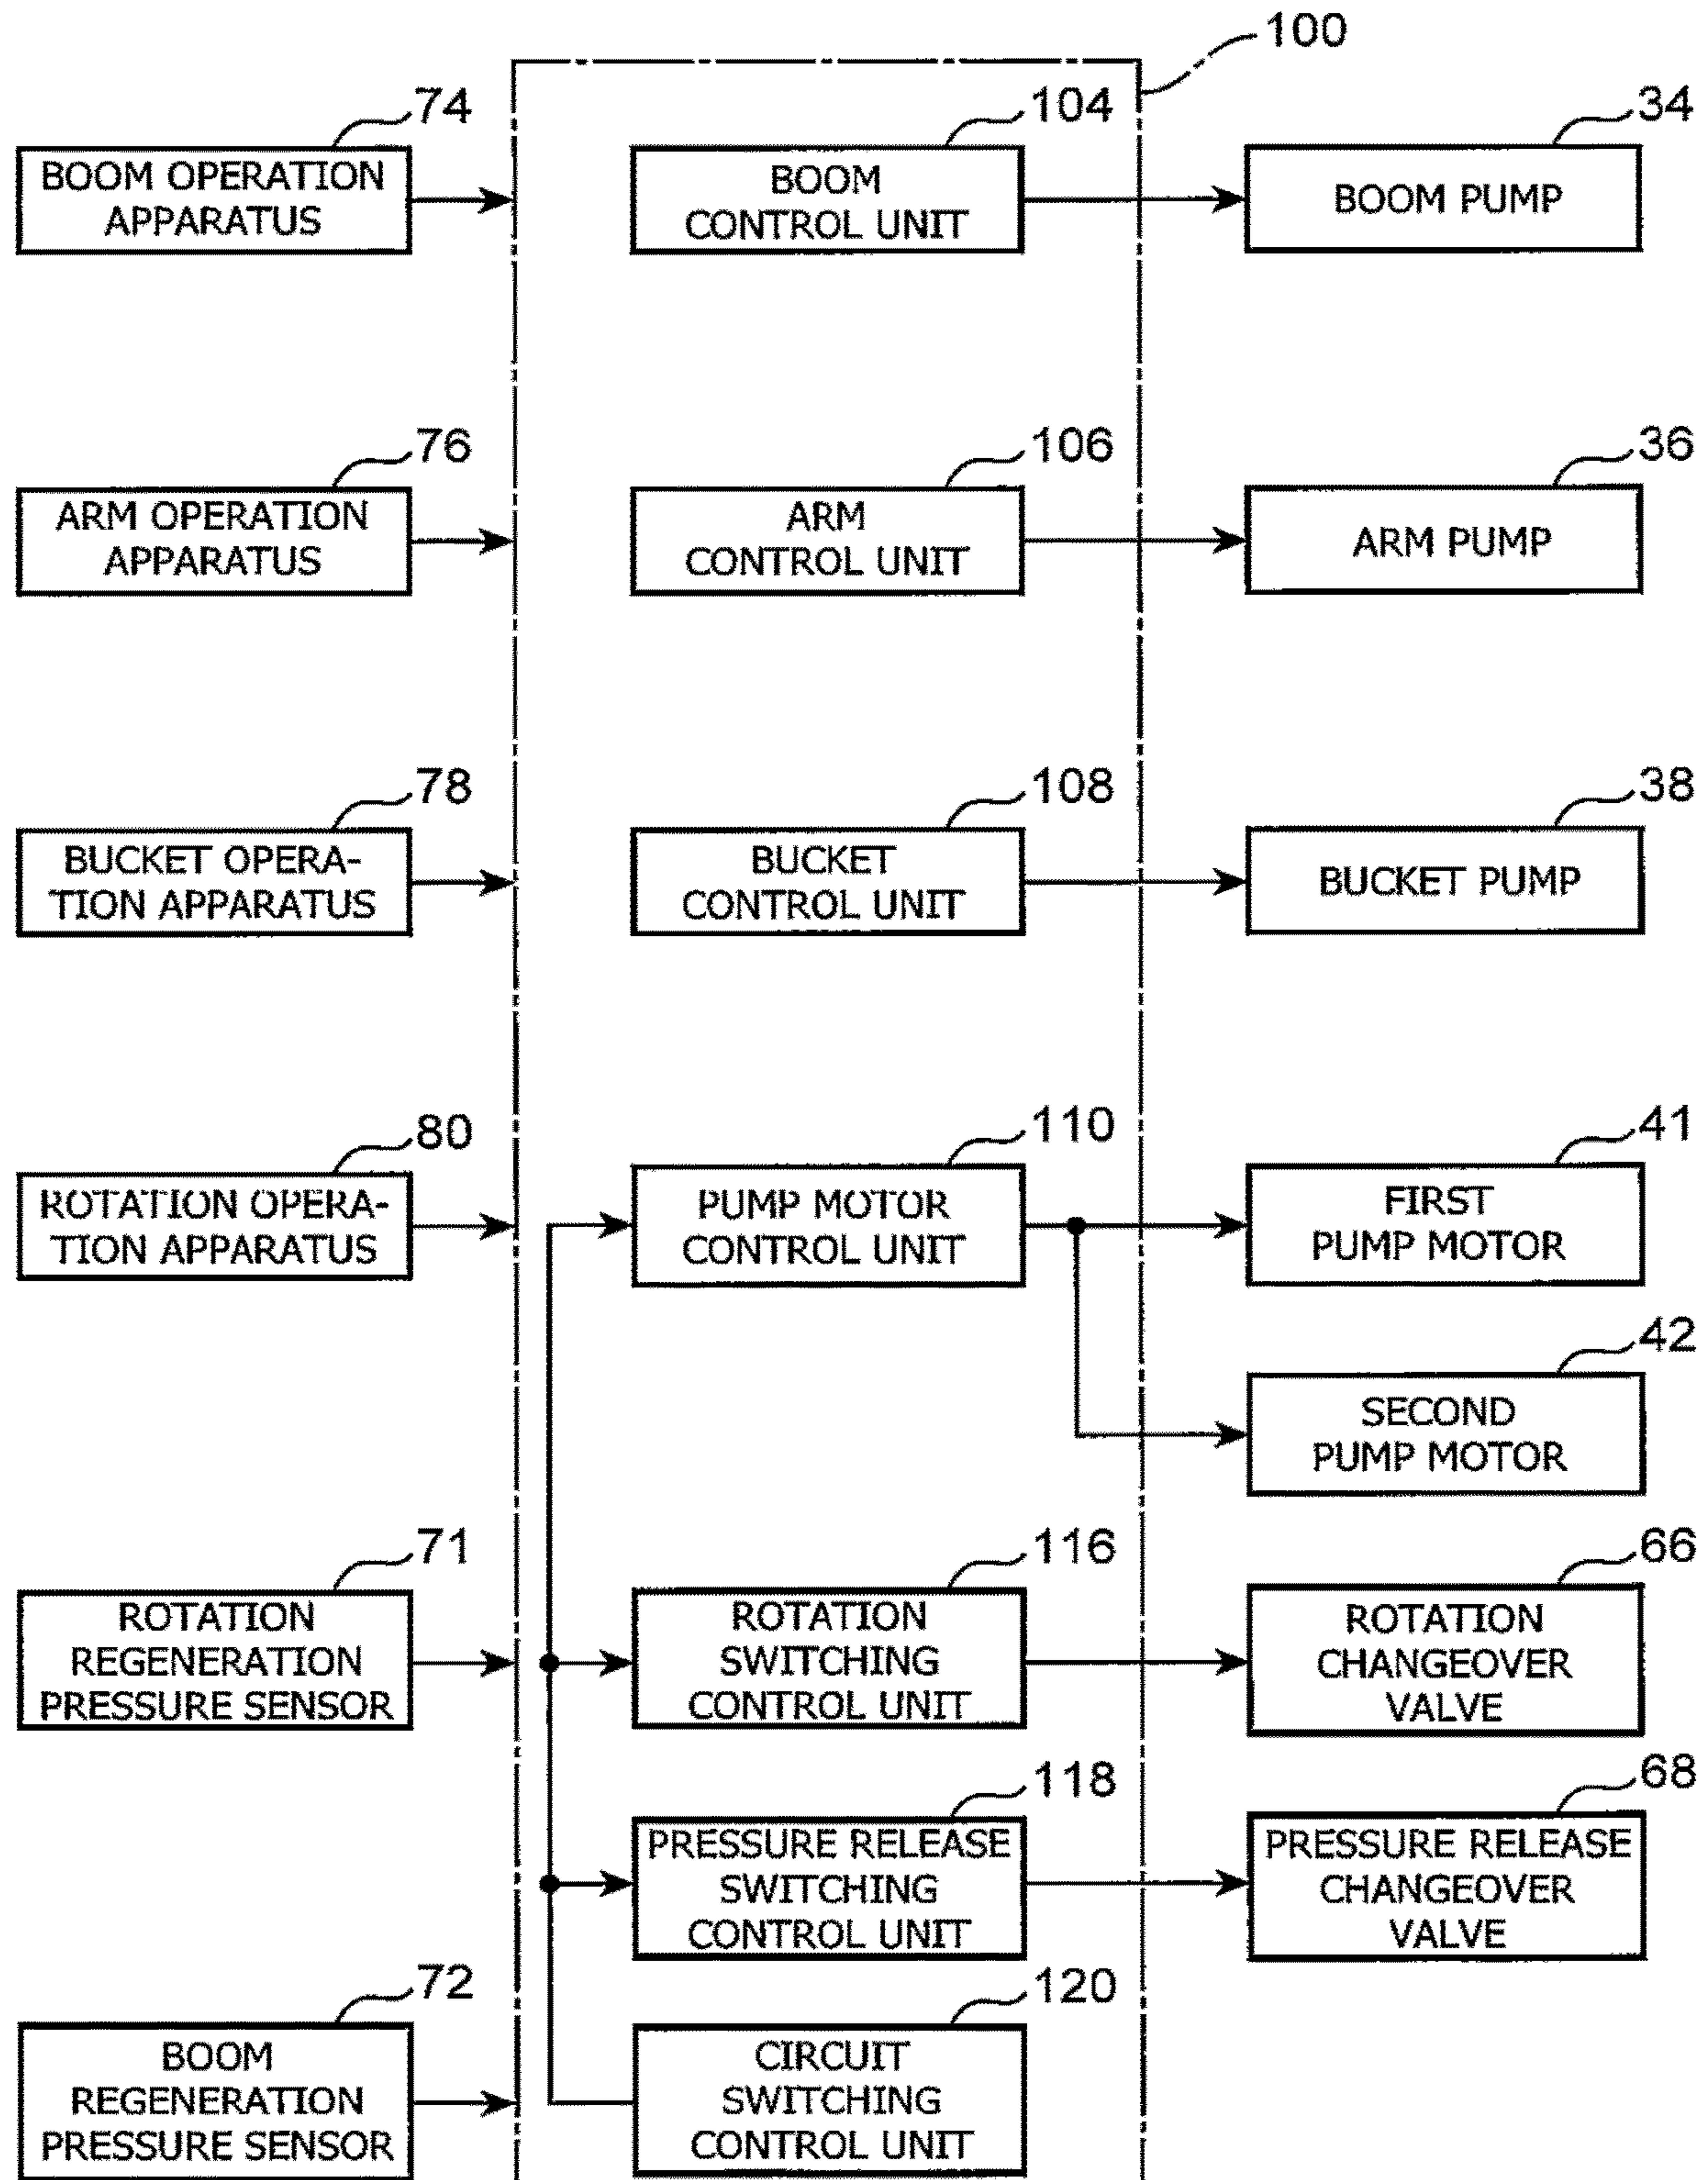 100
74
BOOM OPERATION
APPARATUS
104
BOOM
CONTROL UNIT
34
BOOM PUMP
76
ARM OPERATION
APPARATUS
106
ARM
CONTROL UNIT
36
ARM PUMP
78
BUCKET OPERA-
TION APPARATUS
108
BUCKET
CONTROL UNIT
38
BUCKET PUMP
80
ROTATION OPERA-
TION APPARATUS
110
PUMP MOTOR
CONTROL UNIT
41
FIRST
PUMP MOTOR
42
SECOND
PUMP MOTOR
71
ROTATION
REGENERATION
PRESSURE SENSOR
116
ROTATION
SWITCHING
CONTROL UNIT
66
ROTATION
CHANGEOVER
VALVE
118
PRESSURE RELEASE
SWITCHING
CONTROL UNIT
68
PRESSURE RELEASE
CHANGEOVER
VALVE
72
BOOM
REGENERATION
PRESSURE SENSOR
120
CIRCUIT
SWITCHING
CONTROL UNIT